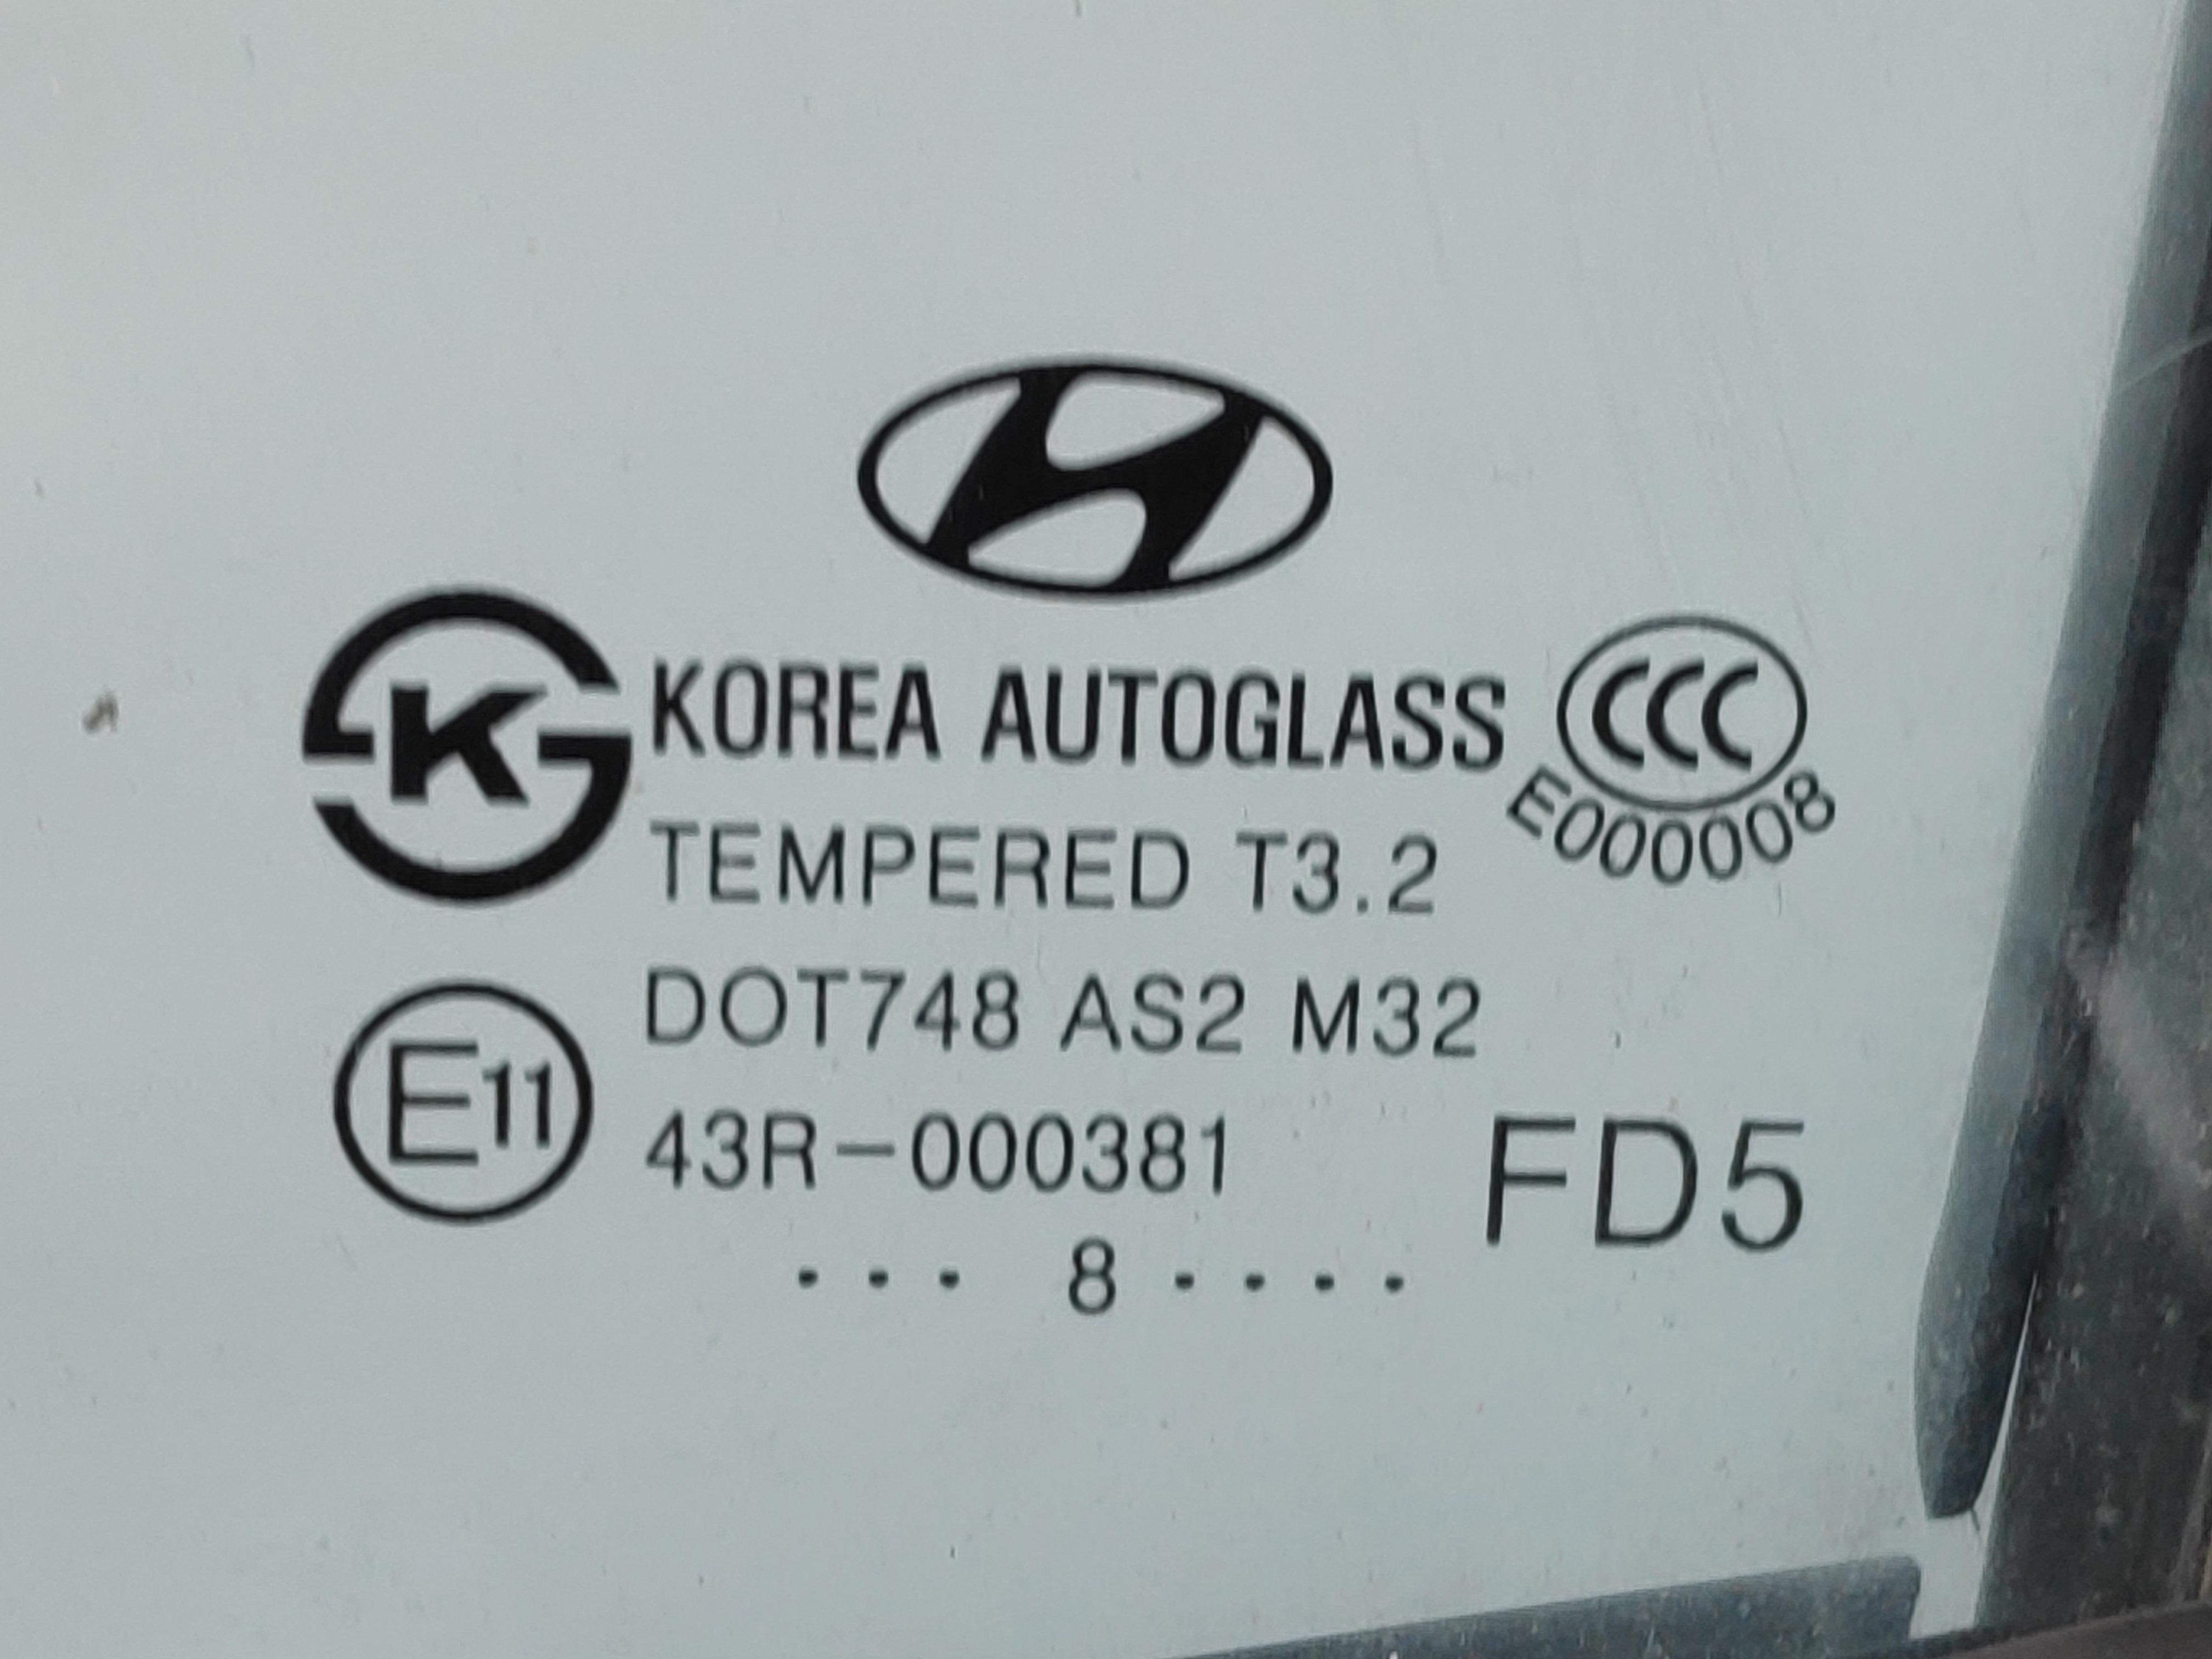 KOREA AUTOGLASS
CCC
E000008
K
TEMPERED T3.2
DOT748 AS2 M32
E11
43R-000381
FD5
··· 8 ····